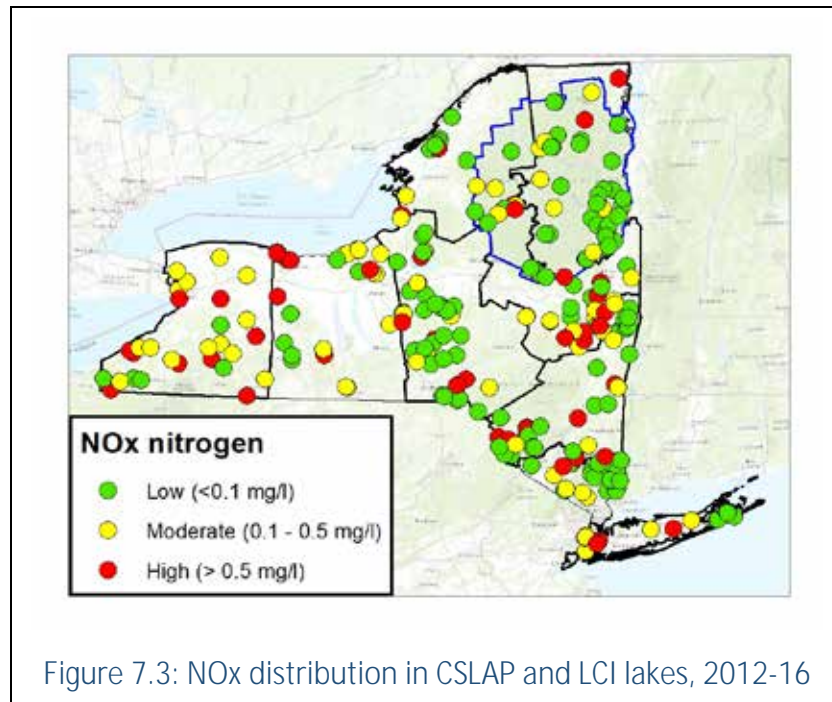 NOx nitrogen
Low (<0.1 mg/l)
Moderate (0.1 - 0.5 mg/l)
High (> 0.5 mg/l)
Figure 7.3: NOx distribution in CSLAP and LCI lakes, 2012-16